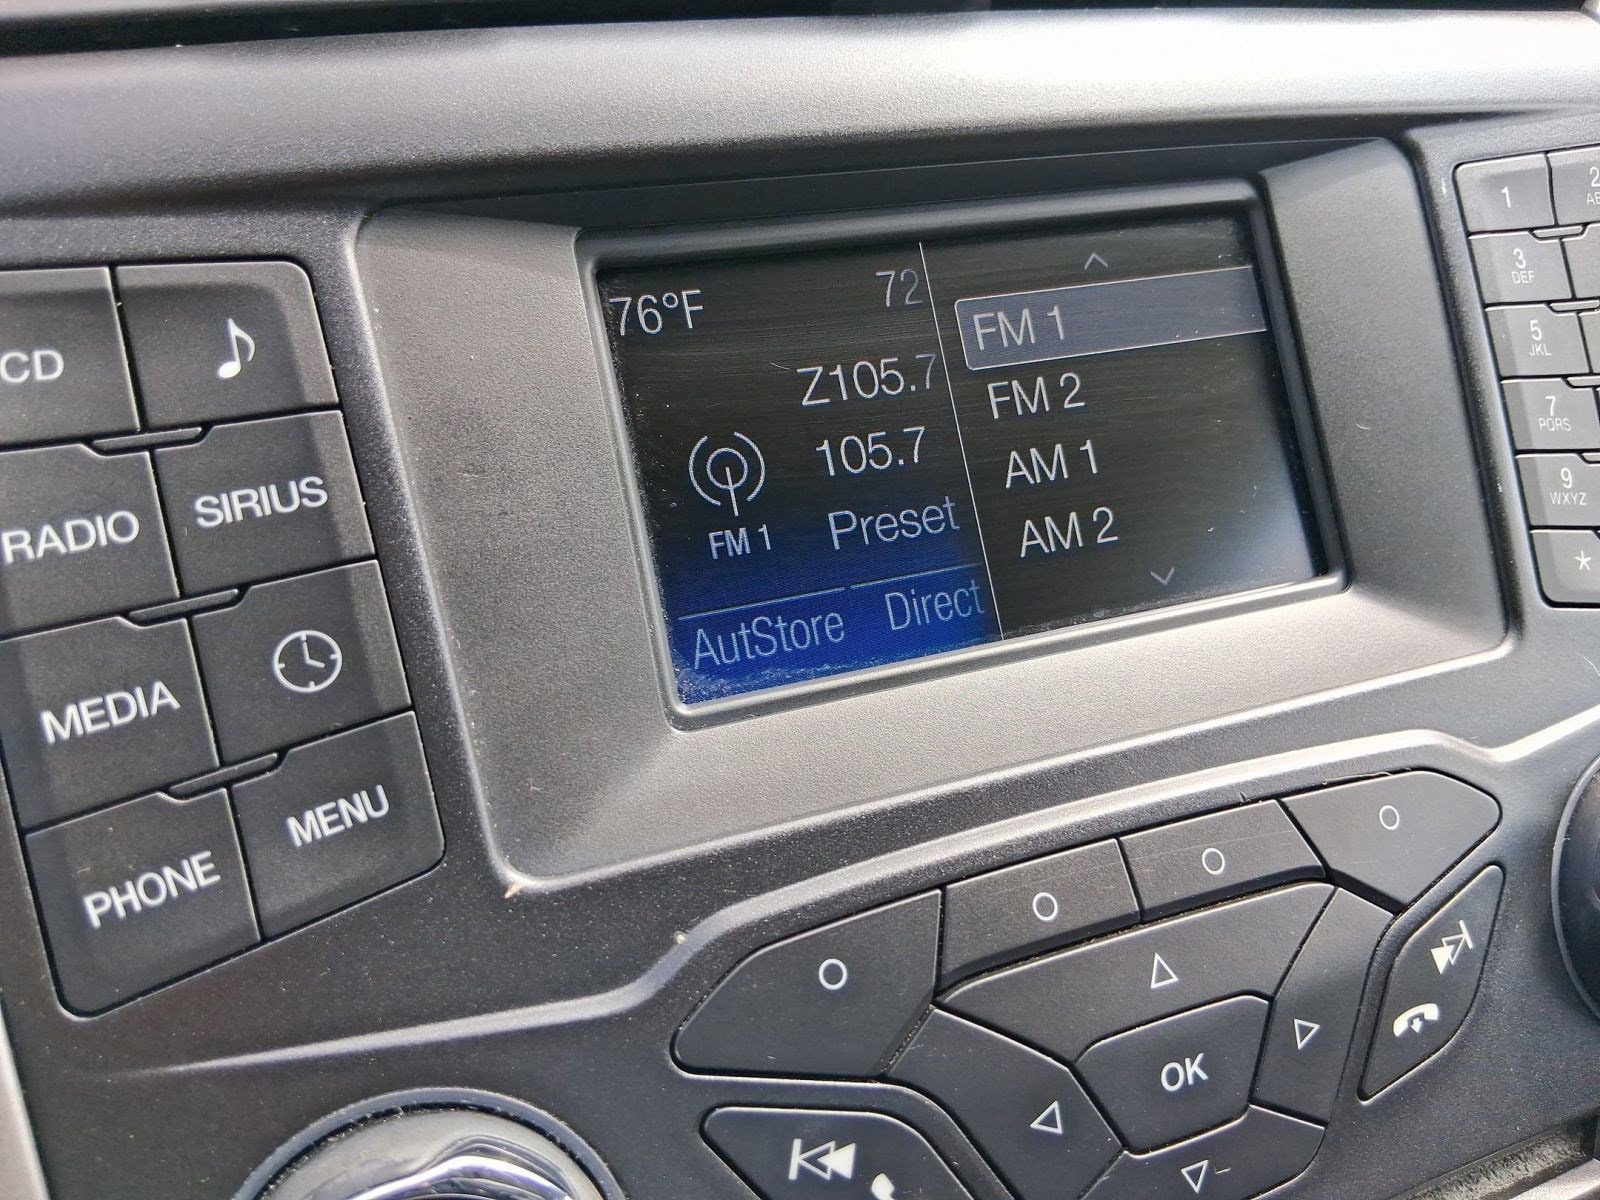 CD
RADIO
SIRIUS
MEDIA
MENU
PHONE
76°F
72
Z105.7
105.7
FM 1
Preset
AutStore
Direct
FM 1
FM 2
AM 1
AM 2
1
2
3
DEF
5
JKL
7
PQRS
9
WXYZ
*
OK